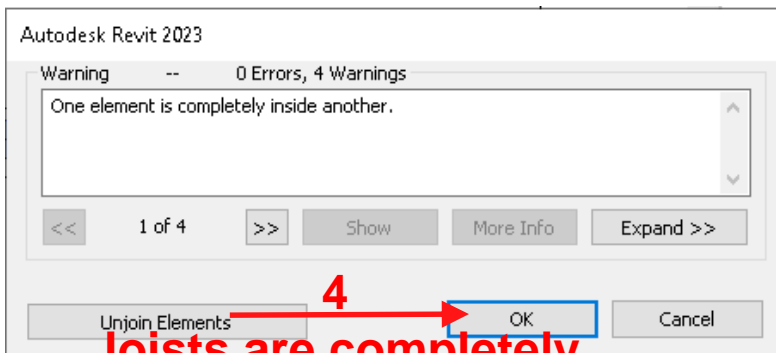 Autodesk Revit 2023
Warning -- 0 Errors, 4 Warnings
One element is completely inside another.
<< 1 of 4 >> Show More Info Expand >>
4
Unjoin Elements OK Cancel
Joists are completely